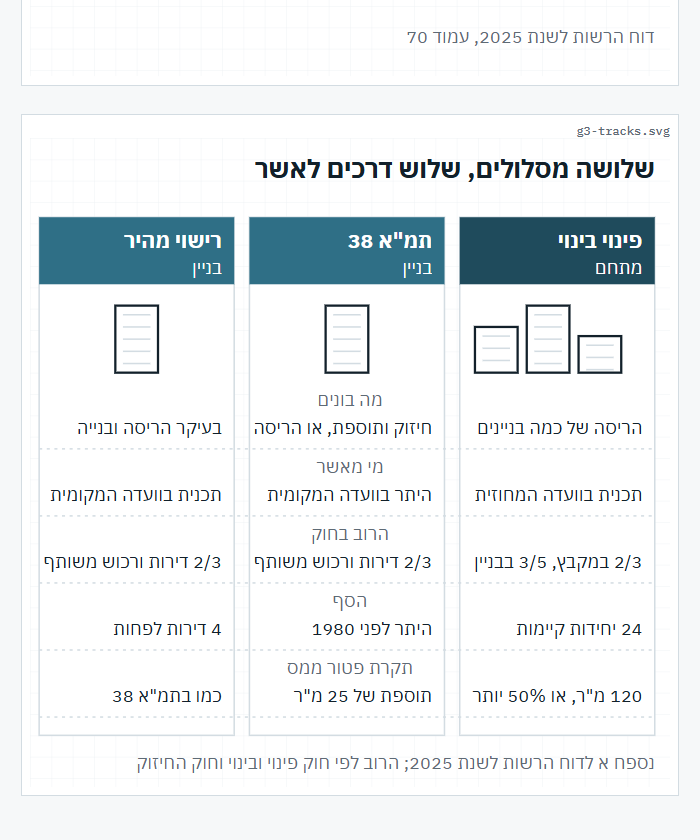 דוח הרשות לשנת 2025, עמוד 70
g3-tracks.svg
שלושה מסלולים, שלוש דרכים לאשר
פינוי בינוי
מתחם
תמ"א 38
בניין
רישוי מהיר
בניין
מה בונים
הריסה של כמה בניינים
חיזוק ותוספת, או הריסה
בעיקר הריסה ובנייה
מי מאשר
תכנית בוועדה המחוזית
היתר בוועדה המקומית
תכנית בוועדה המקומית
הרוב בחוק
2/3 במקבץ, 3/5 בבניין
2/3 דירות ורכוש משותף
2/3 דירות ורכוש משותף
הסף
24 יחידות קיימות
היתר לפני 1980
4 דירות לפחות
תקרת פטור ממס
120 מ"ר, או 50% יותר
תוספת של 25 מ"ר
כמו בתמ"א 38
נספח א לדוח הרשות לשנת 2025; הרוב לפי חוק פינוי ובינוי וחוק החיזוק